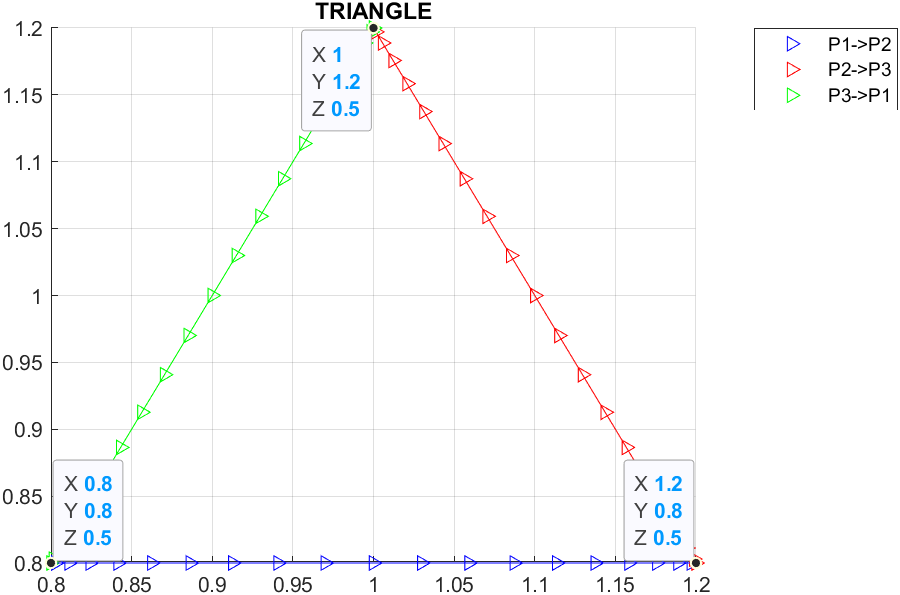 TRIANGLE
P1->P2
P2->P3
P3->P1
1.2
1.15
1.1
1.05
1
0.95
0.9
0.85
0.8
X 1
Y 1.2
Z 0.5
X 0.8
Y 0.8
Z 0.5
X 1.2
Y 0.8
Z 0.5
0.8 0.85 0.9 0.95 1 1.05 1.1 1.15 1.2